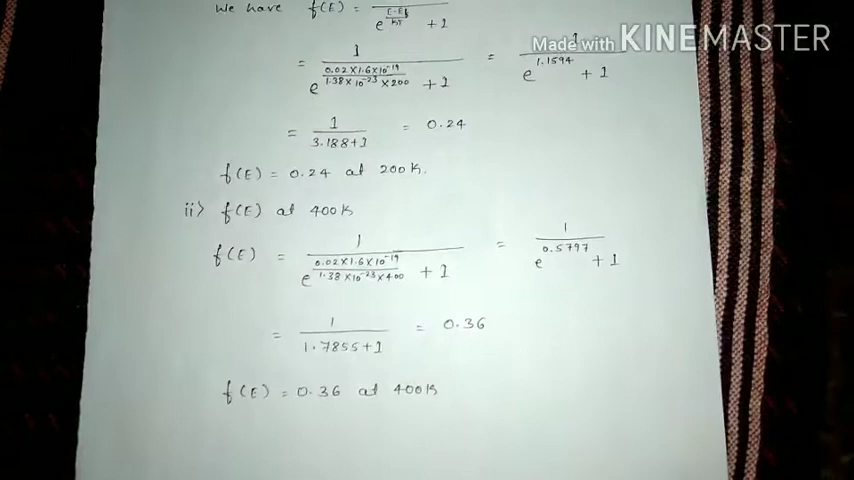 We have f(E) = 1 / (e^((E-Ef)/KT) + 1)
= 1 / (e^((0.02×1.6×10^-19)/(1.38×10^-23×200)) + 1) = 1 / (e^1.1594 + 1)
= 1 / (3.188+1) = 0.24
f(E) = 0.24 at 200K.
ii> f(E) at 400K
f(E) = 1 / (e^((0.02×1.6×10^-19)/(1.38×10^-23×400)) + 1) = 1 / (e^0.5797 + 1)
= 1 / (1.7855+1) = 0.36
f(E) = 0.36 at 400K
Made with KINEMASTER